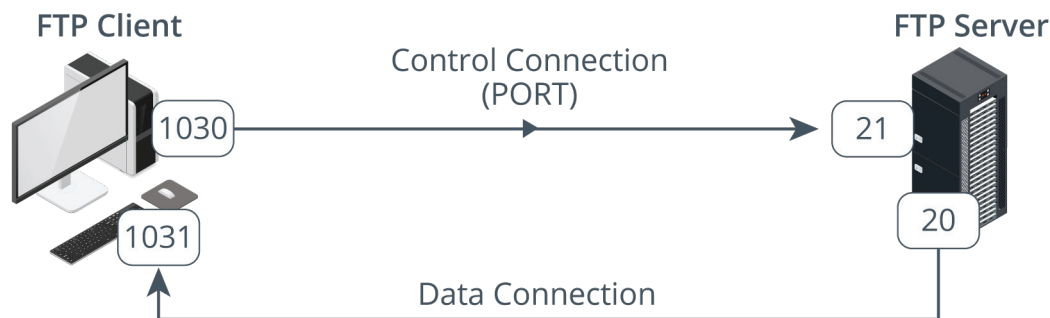 FTP Client
FTP Server
Control Connection
(PORT)
1030
21
20
1031
Data Connection